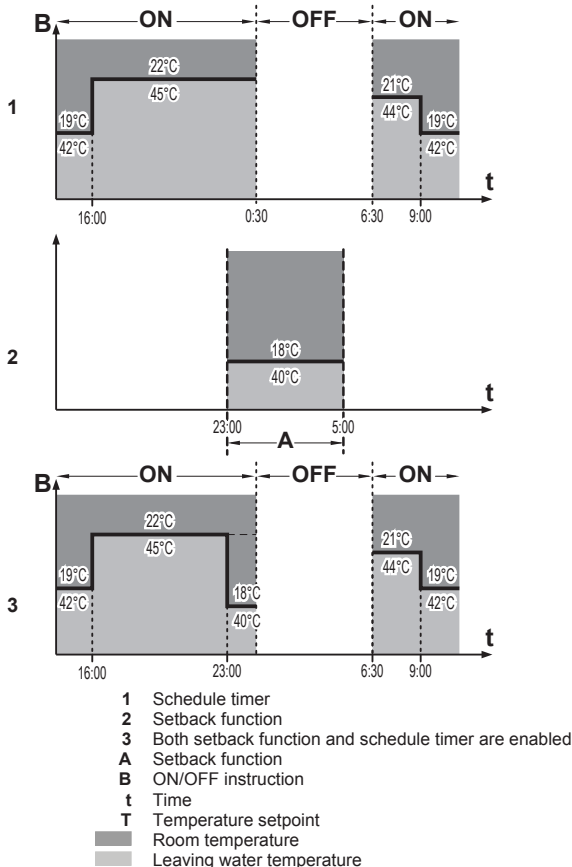 B ON OFF ON
22°C
45°C
21°C
44°C
1
19°C
42°C
19°C
42°C
t
16:00 0:30 6:30 9:00
2
18°C
40°C
t
23:00 5:00
A
B ON OFF ON
22°C
45°C
21°C
44°C
19°C
42°C
18°C
40°C
19°C
42°C
3
t
16:00 23:00 6:30 9:00
1 Schedule timer
2 Setback function
3 Both setback function and schedule timer are enabled
A Setback function
B ON/OFF instruction
t Time
T Temperature setpoint
Room temperature
Leaving water temperature